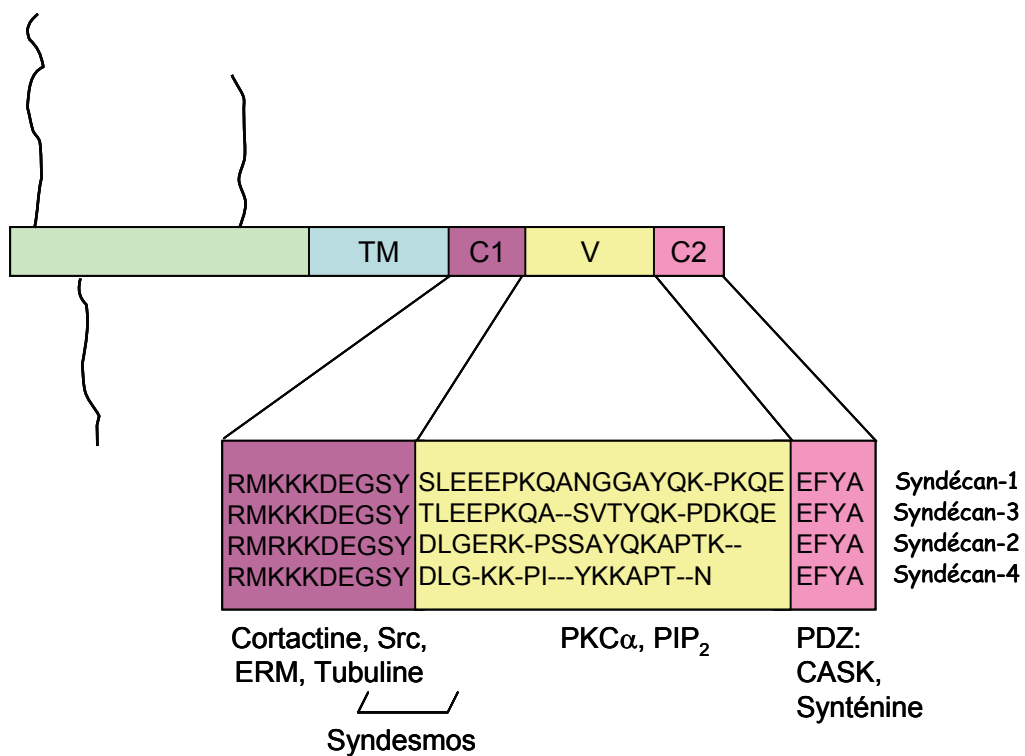 TM C1 V C2
RMKKKDEGSY SLEEEPKQANGGAYQK-PKQE EFYA Syndécan-1
RMKKKDEGSY TLEEPKQA--SVTYQK-PDKQE EFYA Syndécan-3
RMRKKDEGSY DLGERK-PSSAYQKAPTK-- EFYA Syndécan-2
RMKKKDEGSY DLG-KK-PI---YKKAPT--N EFYA Syndécan-4
Cortactine, Src, PKCα, PIP₂ PDZ:
ERM, Tubuline CASK,
Synténine
Syndesmos